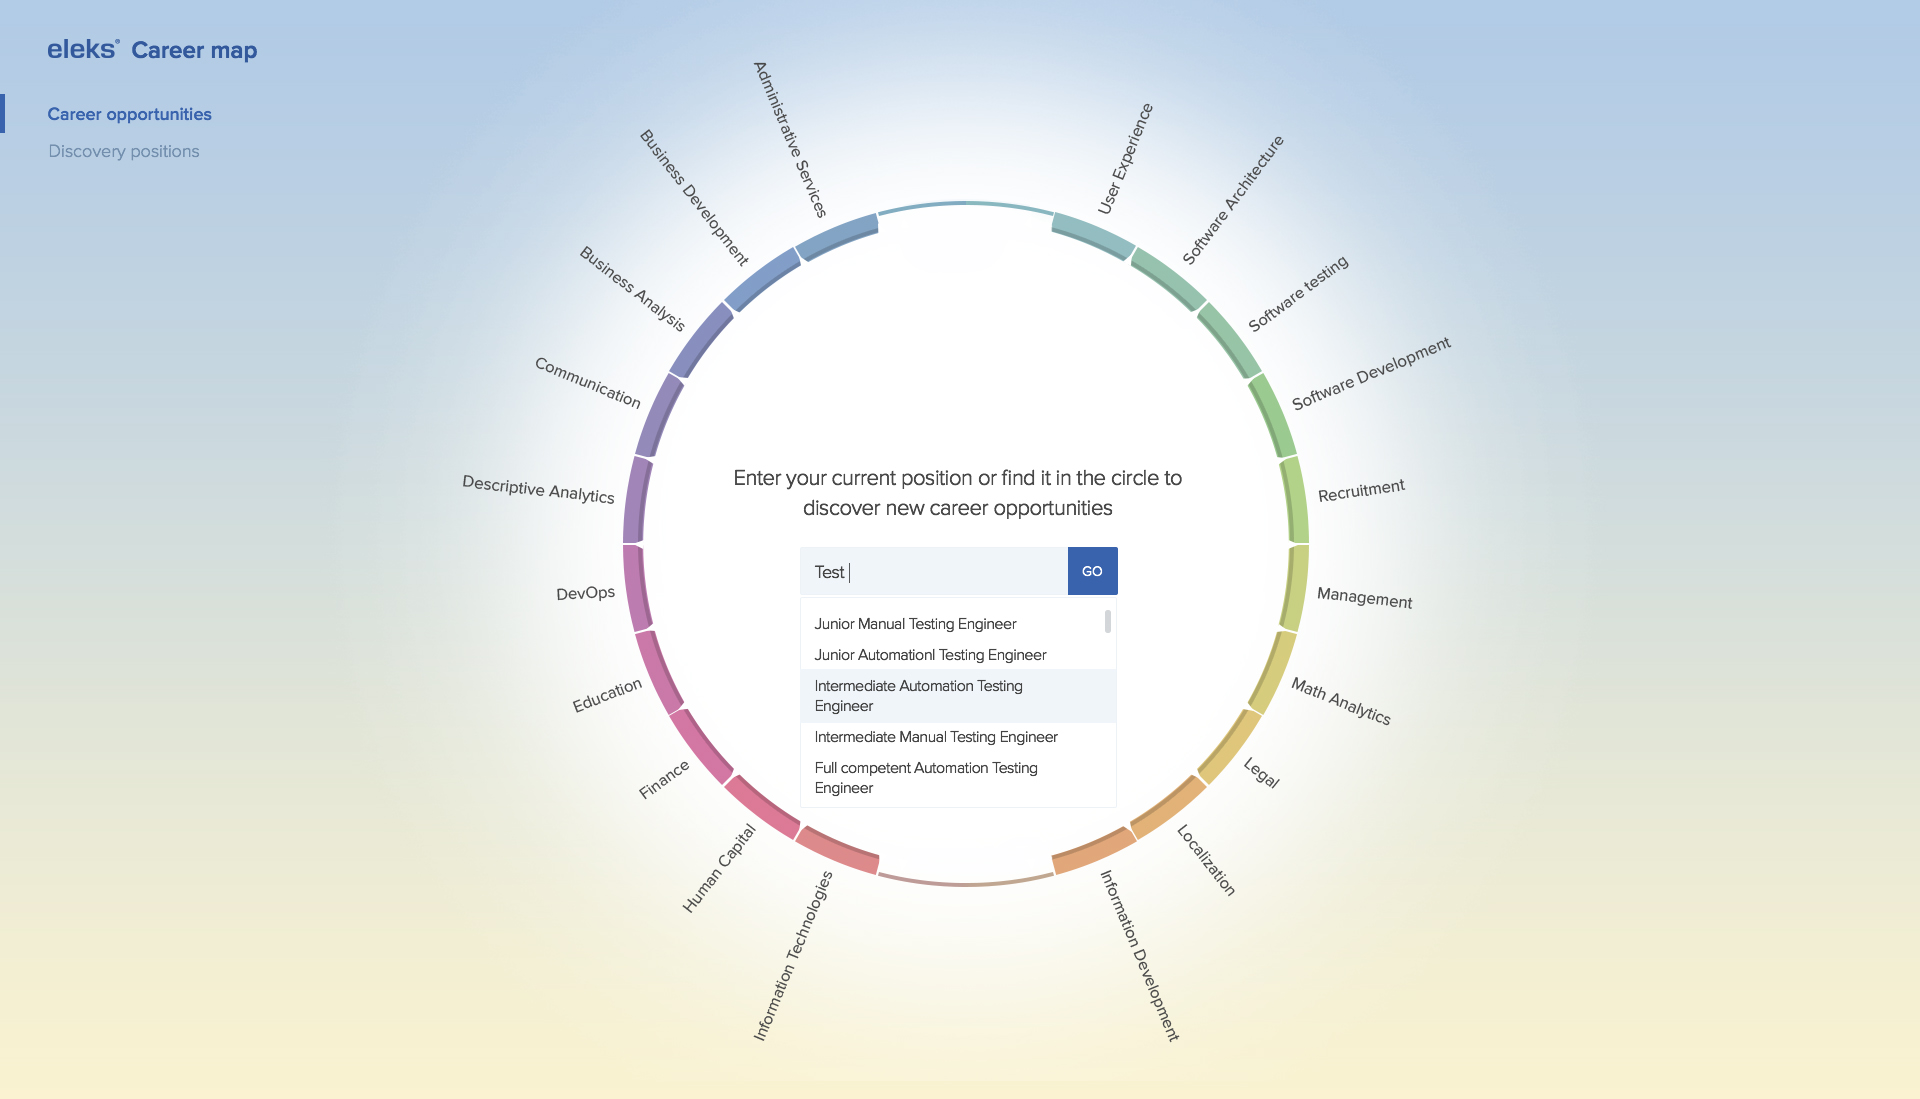 eleks® Career map
Career opportunities
Discovery positions
Administrative Services
Business Development
Business Analysis
Communication
Descriptive Analytics
DevOps
Education
Finance
Human Capital
Information Technologies
User Experience
Software Architecture
Software testing
Software Development
Recruitment
Management
Math Analytics
Legal
Localization
Information Development
Enter your current position or find it in the circle to
discover new career opportunities
Test
GO
Junior Manual Testing Engineer
Junior Automationl Testing Engineer
Intermediate Automation Testing
Engineer
Intermediate Manual Testing Engineer
Full competent Automation Testing
Engineer